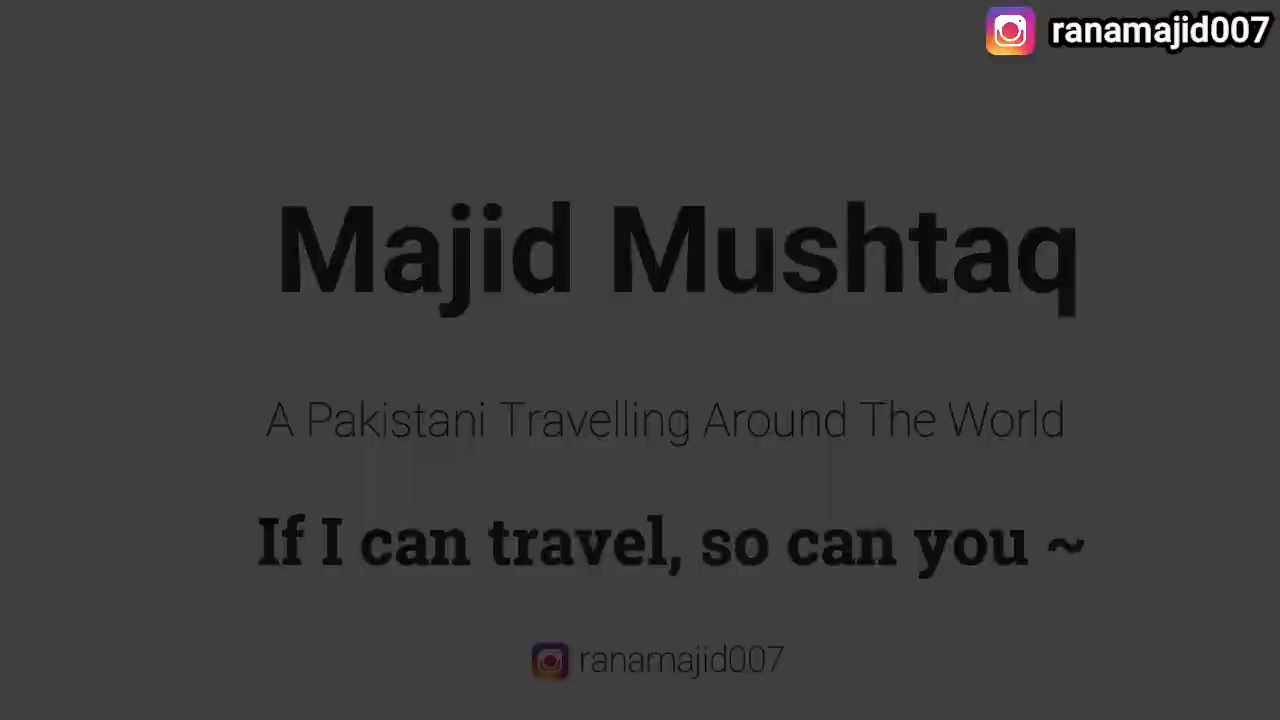 ranamajid007
Majid Mushtaq
A Pakistani Travelling Around The World
If I can travel, so can you ~
ranamajid007